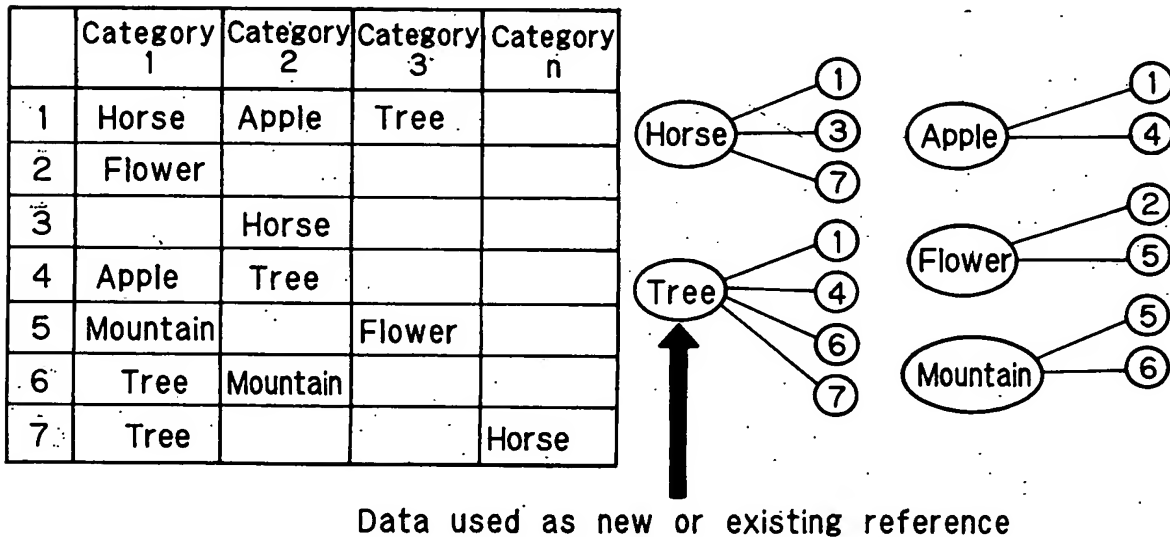 Category 1 Category 2 Category 3 Category n
1 Horse Apple Tree
2 Flower
3 Horse
4 Apple Tree
5 Mountain Flower
6 Tree Mountain
7 Tree Horse
Horse 1 3 7
Tree 1 4 6 7
Apple 1 4
Flower 2 5
Mountain 5 6
Data used as new or existing reference